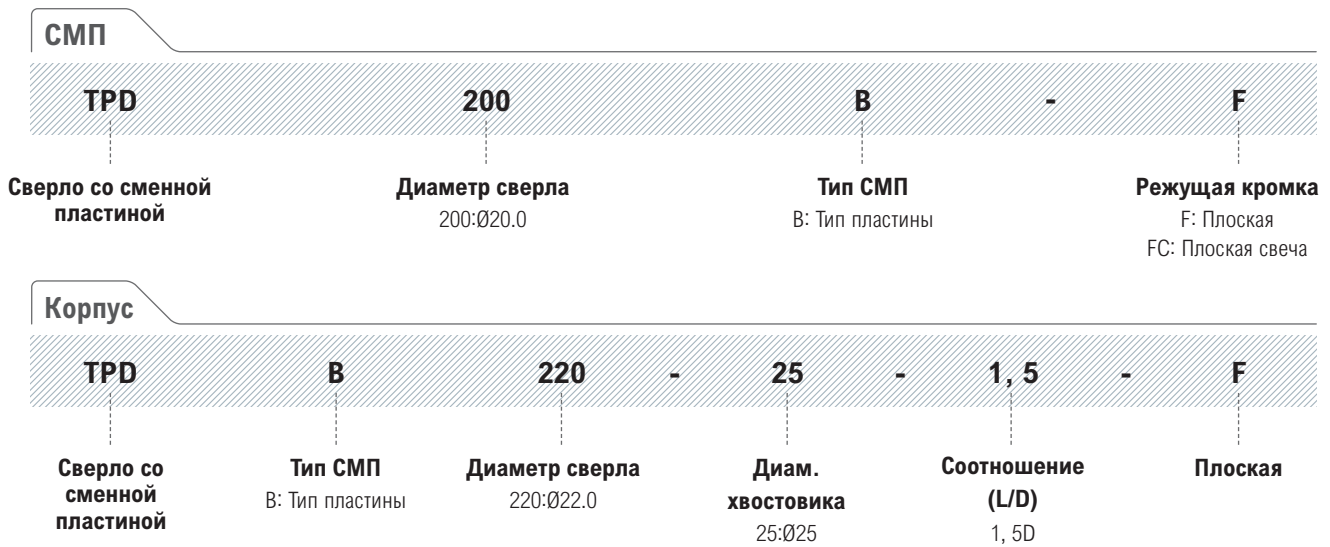 СМП
TPD 200 B - F
Сверло со сменной
пластиной
Диаметр сверла
200:Ø20.0
Тип СМП
B: Тип пластины
Режущая кромка
F: Плоская
FC: Плоская свеча
Корпус
TPD B 220 - 25 - 1, 5 - F
Сверло со
сменной
пластиной
Тип СМП
B: Тип пластины
Диаметр сверла
220:Ø22.0
Диам.
хвостовика
25:Ø25
Соотношение
(L/D)
1, 5D
Плоская